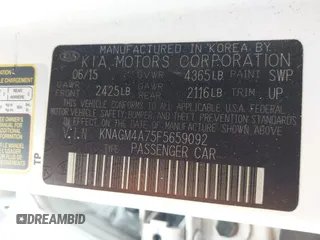 MANUFACTURED IN KOREA BY
KIA MOTORS CORPORATION
06/15 GVWR 4365LB PAINT SWP
GAWR GAWR
FRONT 2425LB REAR 2116LB TRIM UP
THIS VEHICLE CONFORMS TO ALL APPLICABLE
U.S.A. FEDERAL MOTOR VEHICLE SAFETY, BUMPER
AND THEFT PREVENTION STANDARDS IN EFFECT ON
THE DATE OF MANUFACTURE SHOWN ABOVE.
V.I.N KNAGM4A75F5659092
PASSENGER CAR
TP
DREAMBID